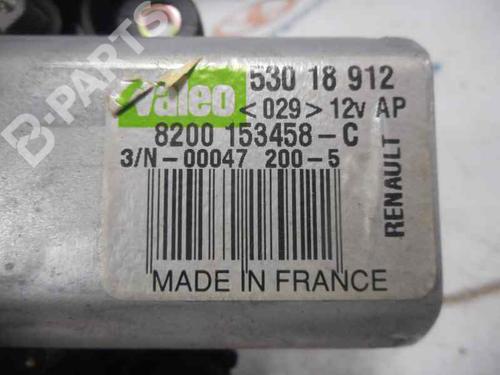 B-PARTS
valeo 530 18 912
<029> 12v AP
8200 153458-C
3/N-00047 200-5
RENAULT
MADE IN FRANCE